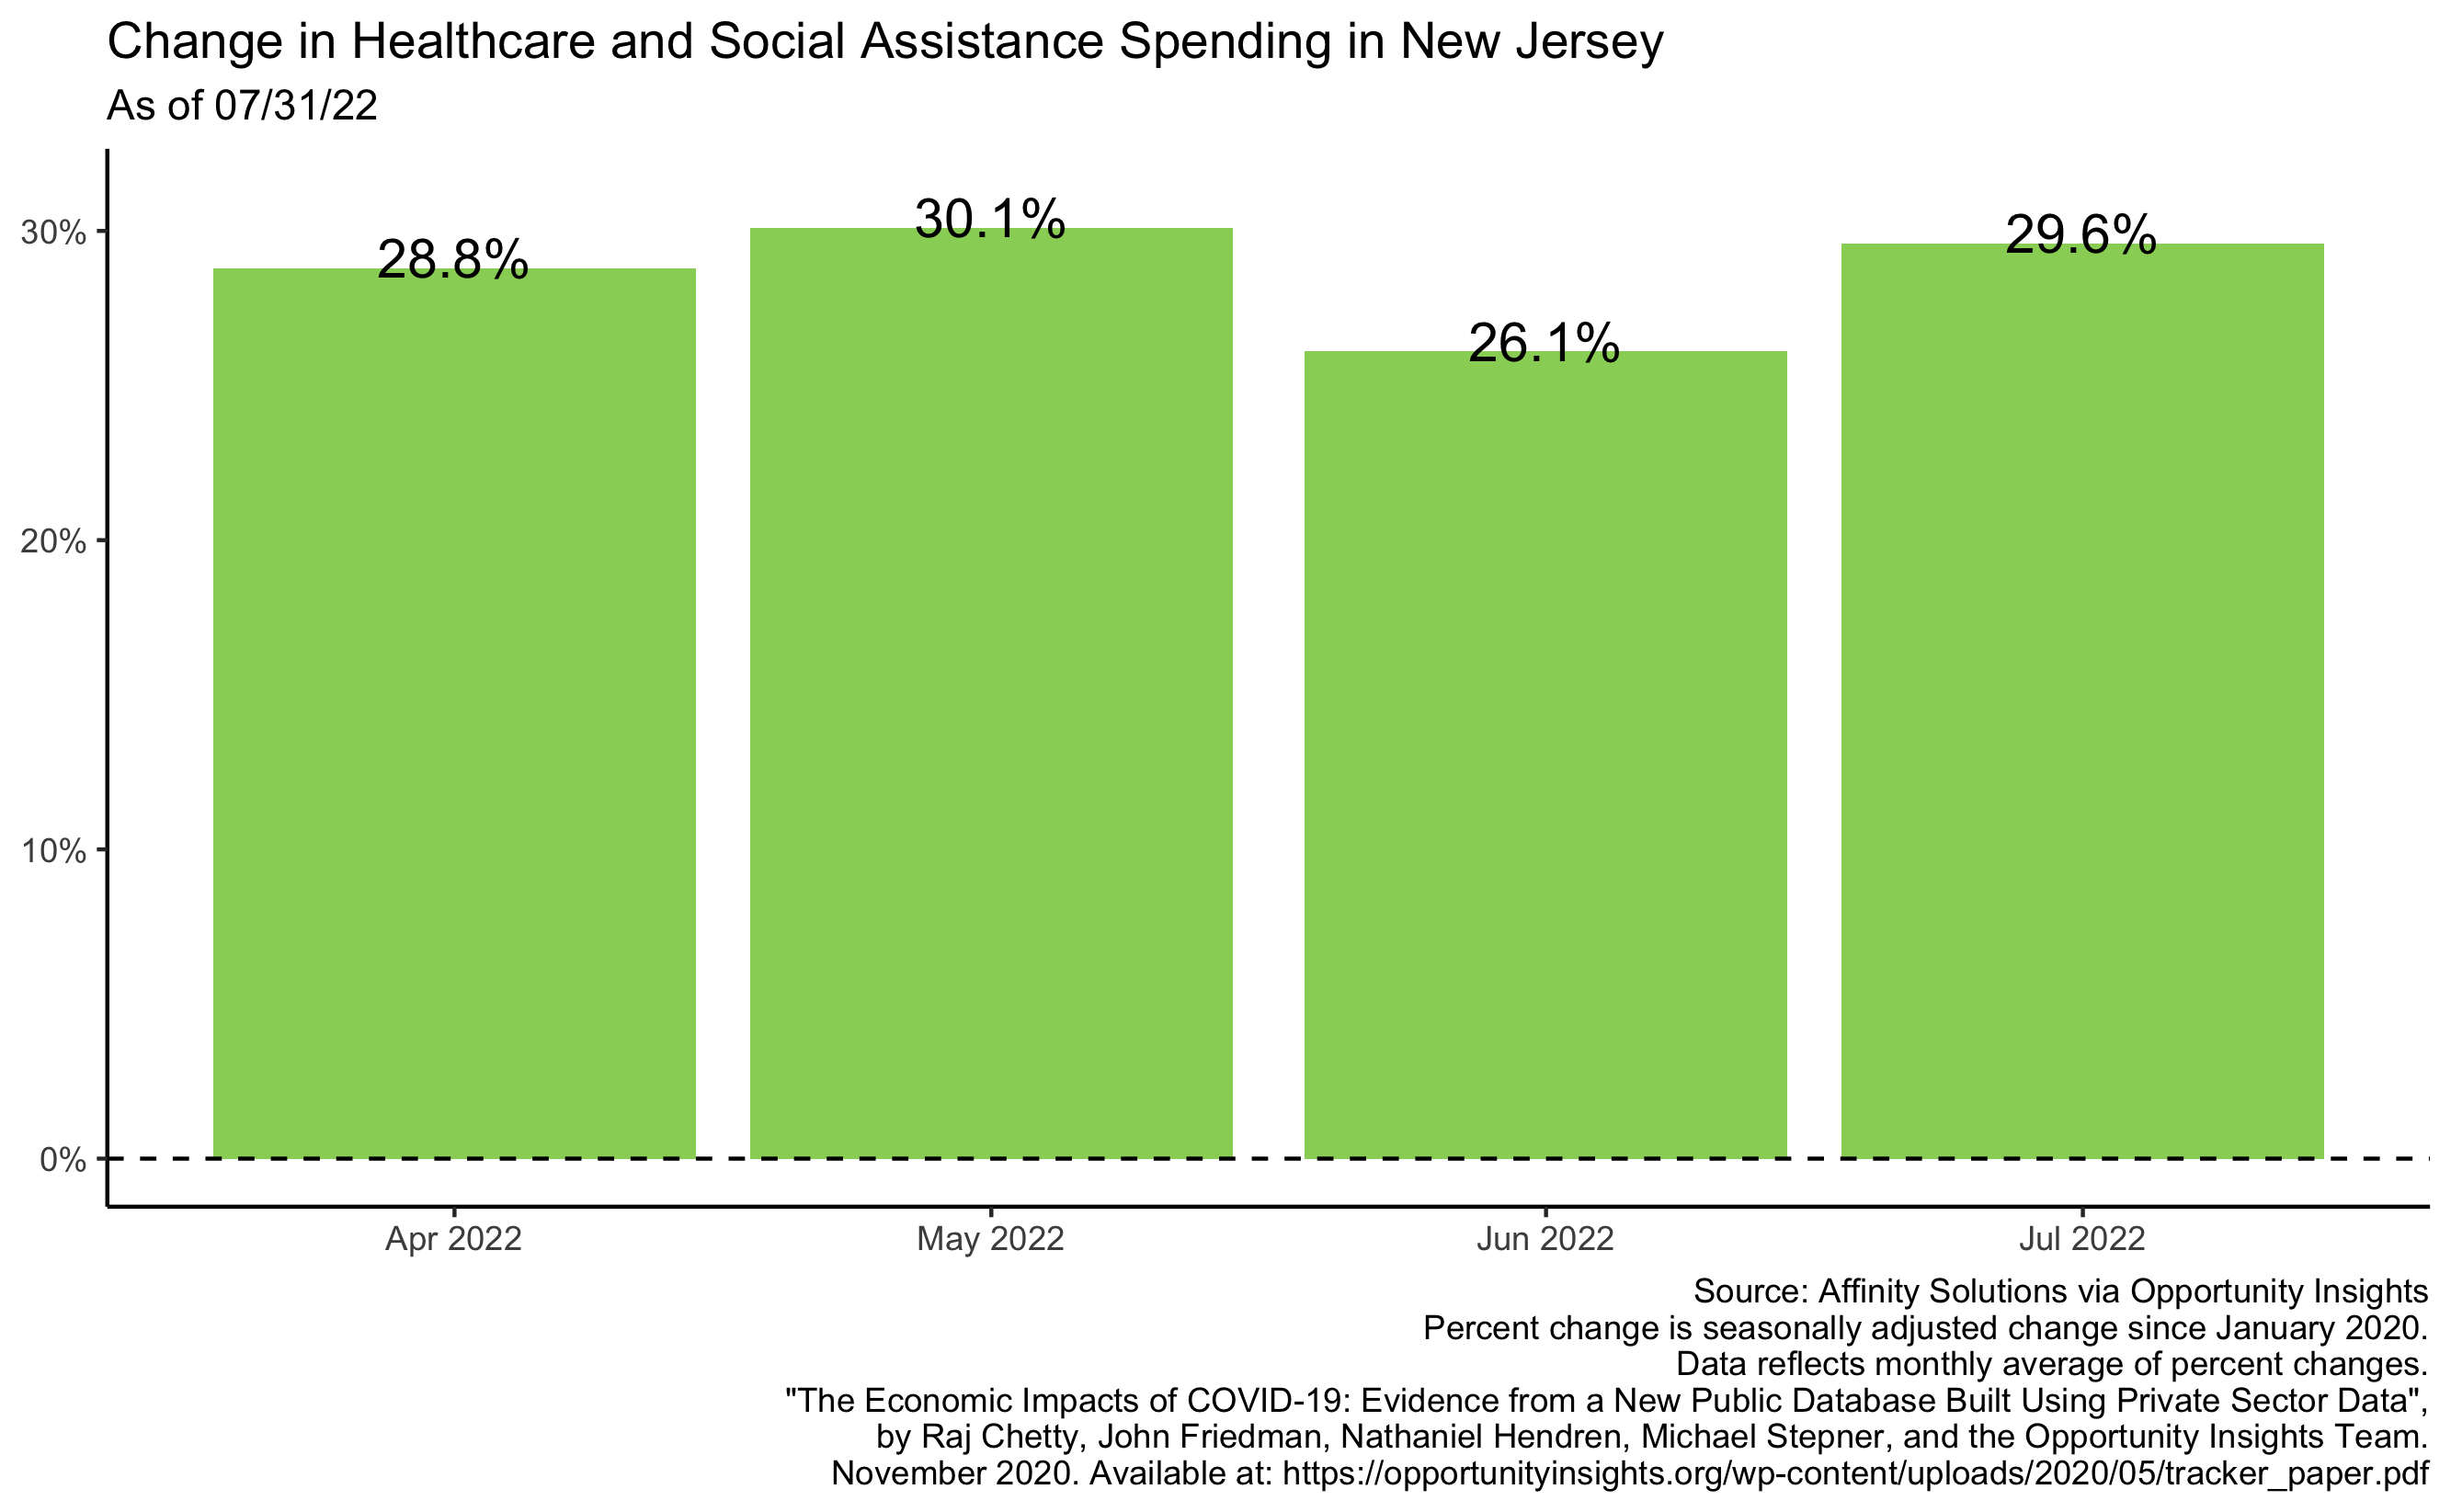 Change in Healthcare and Social Assistance Spending in New Jersey
As of 07/31/22
30%
20%
10%
0%
28.8%
30.1%
26.1%
29.6%
Apr 2022
May 2022
Jun 2022
Jul 2022
Source: Affinity Solutions via Opportunity Insights
Percent change is seasonally adjusted change since January 2020.
Data reflects monthly average of percent changes.
"The Economic Impacts of COVID-19: Evidence from a New Public Database Built Using Private Sector Data",
by Raj Chetty, John Friedman, Nathaniel Hendren, Michael Stepner, and the Opportunity Insights Team.
November 2020. Available at: https://opportunityinsights.org/wp-content/uploads/2020/05/tracker_paper.pdf